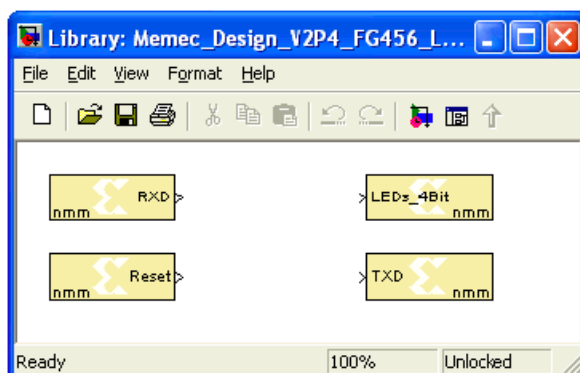 Library: Memec_Design_V2P4_FG456_L...
File Edit View Format Help
RXD
nmm
LEDs_4Bit
nmm
Reset
nmm
TXD
nmm
Ready 100% Unlocked